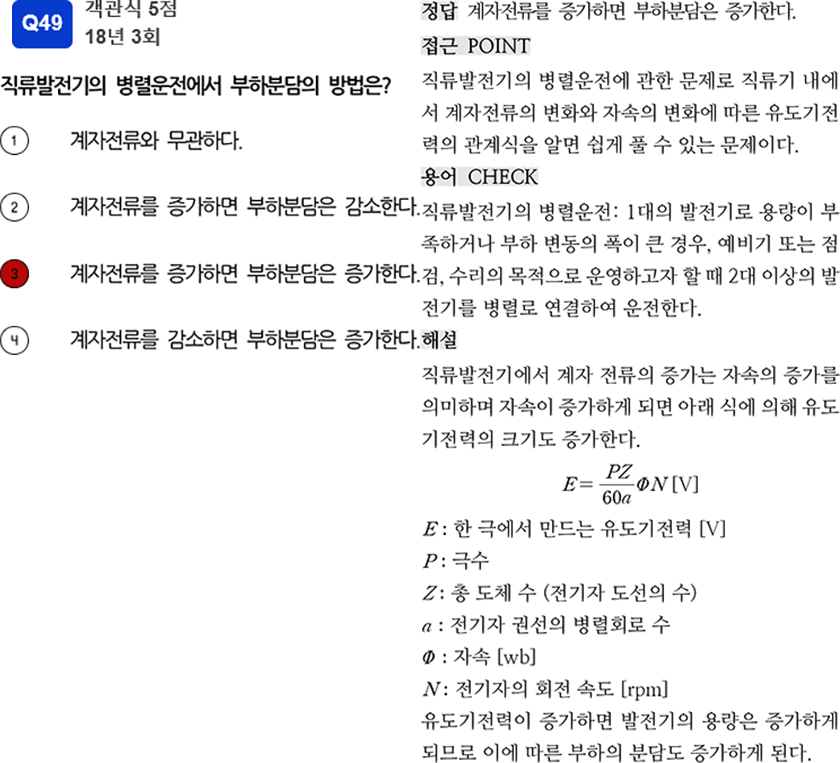 Q49
객관식 5점
18년 3회
직류발전기의 병렬운전에서 부하분담의 방법은?
1 계자전류와 무관하다.
2 계자전류를 증가하면 부하분담은 감소한다.
3 계자전류를 증가하면 부하분담은 증가한다.
4 계자전류를 감소하면 부하분담은 증가한다.
정답 계자전류를 증가하면 부하분담은 증가한다.
접근 POINT
직류발전기의 병렬운전에 관한 문제로 직류기 내에
서 계자전류의 변화와 자속의 변화에 따른 유도기전
력의 관계식을 알면 쉽게 풀 수 있는 문제이다.
용어 CHECK
직류발전기의 병렬운전: 1대의 발전기로 용량이 부
족하거나 부하 변동의 폭이 큰 경우, 예비기 또는 점
검, 수리의 목적으로 운영하고자 할 때 2대 이상의 발
전기를 병렬로 연결하여 운전한다.
해설
직류발전기에서 계자 전류의 증가는 자속의 증가를
의미하며 자속이 증가하게 되면 아래 식에 의해 유도
기전력의 크기도 증가한다.
E = PZ/60a ΦN [V]
E : 한 극에서 만드는 유도기전력 [V]
P : 극수
Z : 총 도체 수 (전기자 도선의 수)
a : 전기자 권선의 병렬회로 수
Φ : 자속 [wb]
N : 전기자의 회전 속도 [rpm]
유도기전력이 증가하면 발전기의 용량은 증가하게
되므로 이에 따른 부하의 분담도 증가하게 된다.